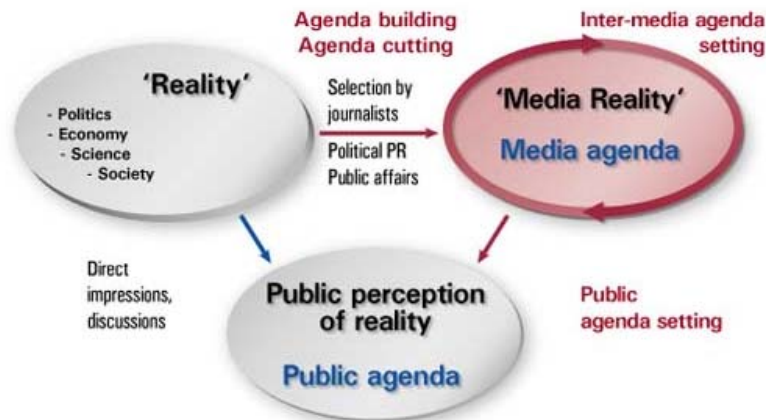 Agenda building
Agenda cutting
Inter-media agenda
setting
'Reality'
- Politics
- Economy
- Science
- Society
Selection by
journalists
Political PR
Public affairs
'Media Reality'
Media agenda
Direct
impressions,
discussions
Public perception
of reality
Public agenda
Public
agenda setting